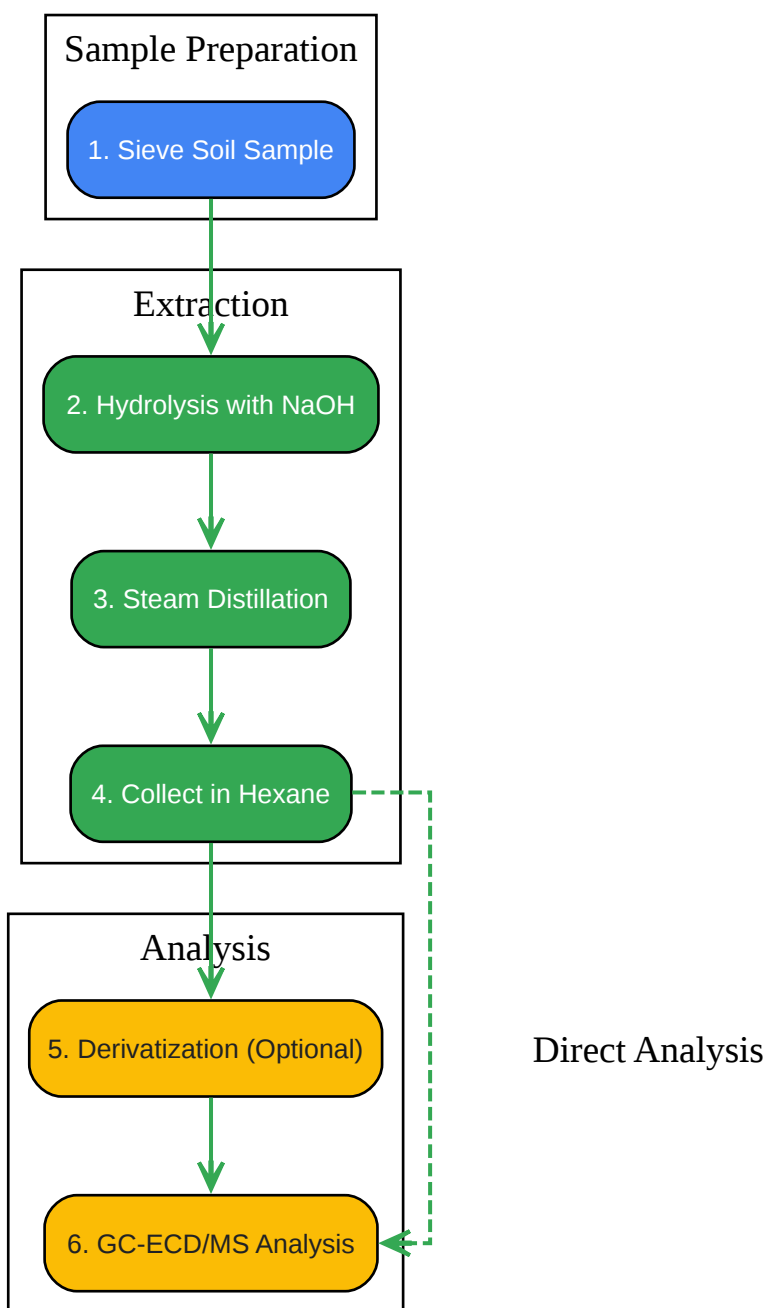 Sample Preparation
1. Sieve Soil Sample
Extraction
2. Hydrolysis with NaOH
3. Steam Distillation
4. Collect in Hexane
Analysis
5. Derivatization (Optional)
Direct Analysis
6. GC-ECD/MS Analysis